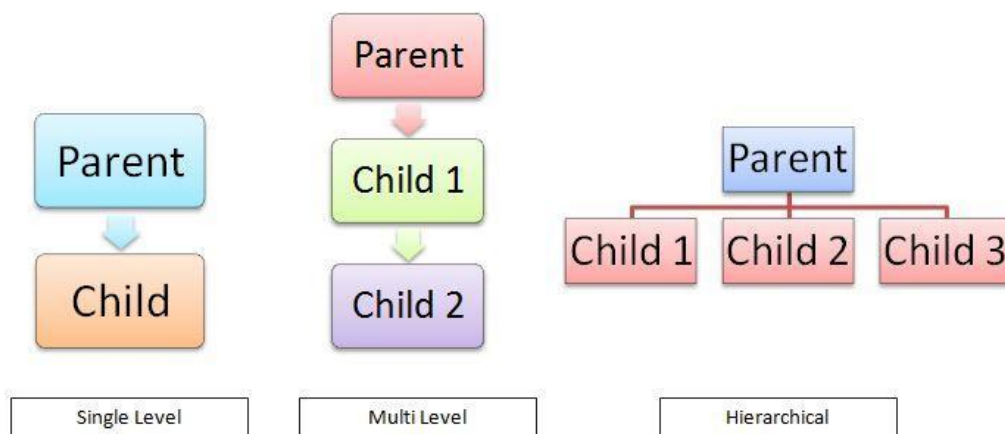 Parent
Child
Single Level
Parent
Child 1
Child 2
Multi Level
Parent
Child 1 Child 2 Child 3
Hierarchical